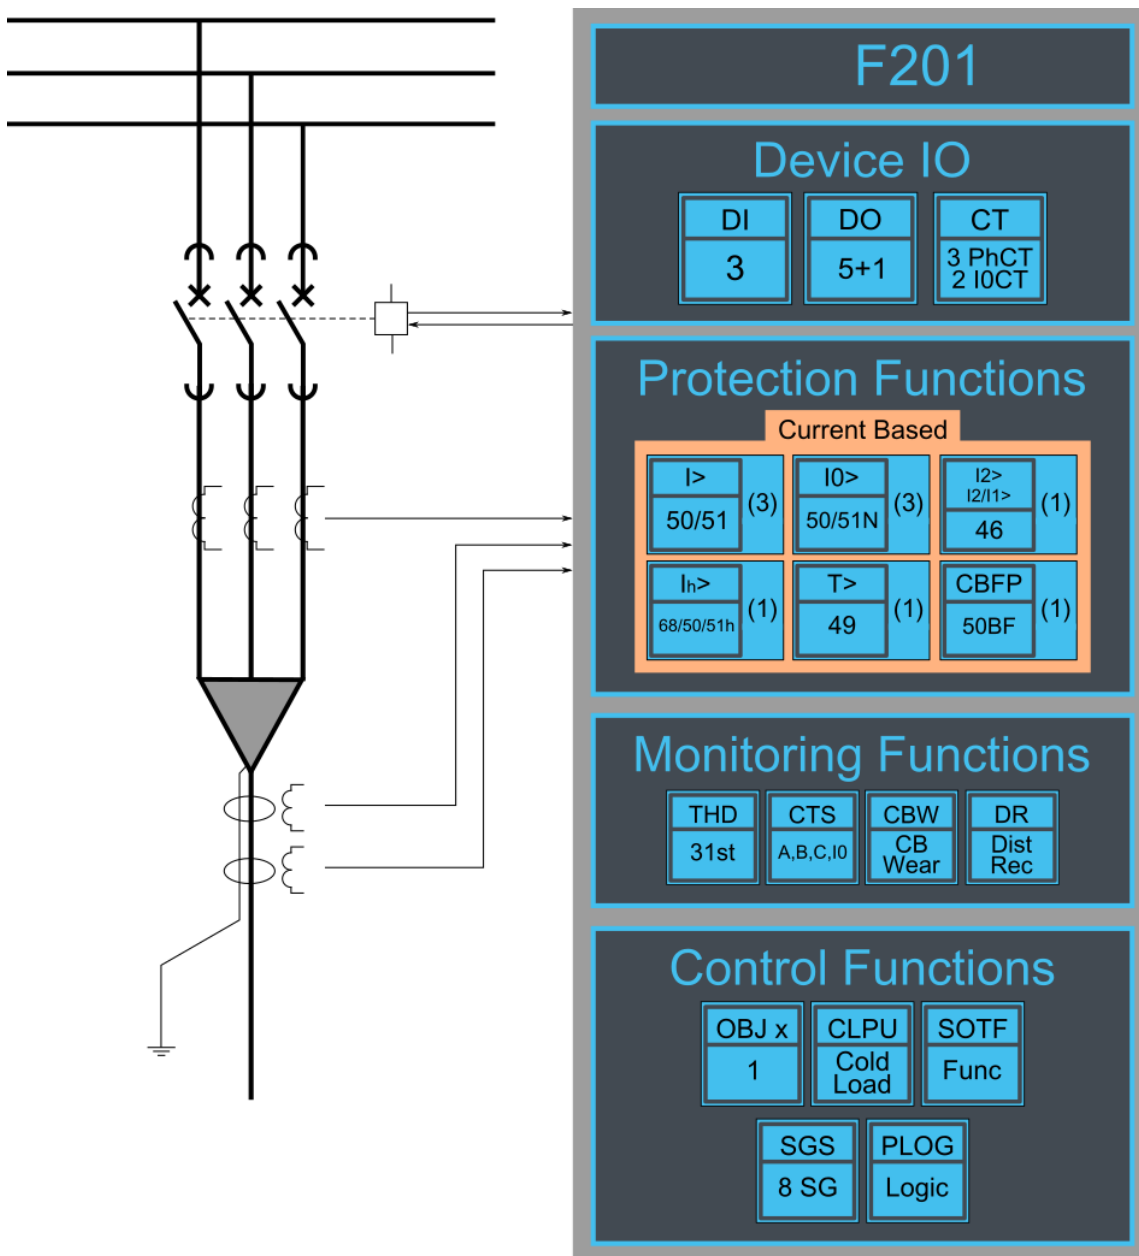 F201
Device IO
DI
3
DO
5+1
CT
3 PhCT
2 I0CT
Protection Functions
Current Based
I>
50/51
(3)
I0>
50/51N
(3)
I2>
I2/I1>
46
(1)
Ih>
68/50/51h
(1)
T>
49
(1)
CBFP
50BF
(1)
Monitoring Functions
THD
31st
CTS
A,B,C,I0
CBW
CB
Wear
DR
Dist
Rec
Control Functions
OBJ x
1
CLPU
Cold
Load
SOTF
Func
SGS
8 SG
PLOG
Logic